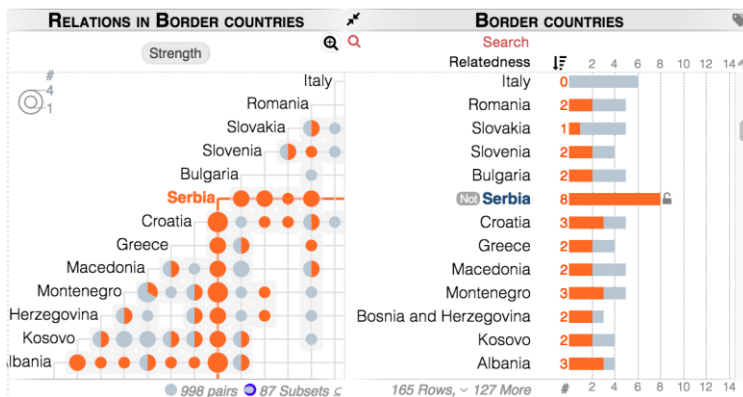 RELATIONS IN BORDER COUNTRIES
Strength
#
4
1
Italy
Romania
Slovakia
Slovenia
Bulgaria
Serbia
Croatia
Greece
Macedonia
Montenegro
Herzegovina
Kosovo
lbania
998 pairs 87 Subsets ⊂
BORDER COUNTRIES
Search
Relatedness 2 4 6 8 10 12 14
Italy 0
Romania 2
Slovakia 1
Slovenia 2
Bulgaria 2
Not Serbia 8
Croatia 3
Greece 2
Macedonia 2
Montenegro 3
Bosnia and Herzegovina 2
Kosovo 2
Albania 3
165 Rows, 127 More # 2 4 6 8 10 12 14